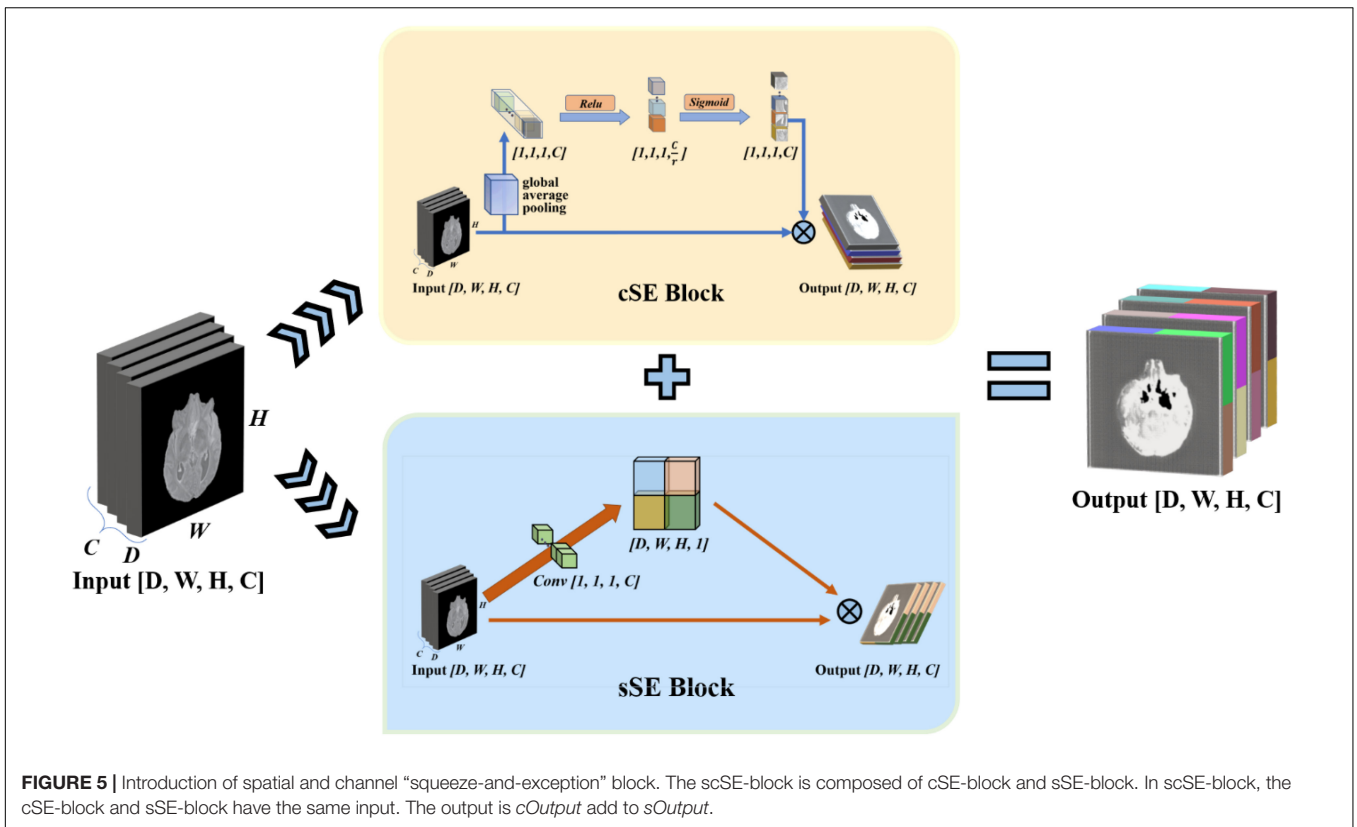 Relu
Sigmoid
[1,1,1,C]
[1,1,1,C/r]
[1,1,1,C]
global
average
pooling
H
C D W
Input [D, W, H, C]
Output [D, W, H, C]
cSE Block
H
W
C D
Input [D, W, H, C]
Output [D, W, H, C]
[D, W, H, 1]
Conv [1, 1, 1, C]
H
C D W
Input [D, W, H, C]
Output [D, W, H, C]
sSE Block
FIGURE 5 | Introduction of spatial and channel “squeeze-and-exception” block. The scSE-block is composed of cSE-block and sSE-block. In scSE-block, the
cSE-block and sSE-block have the same input. The output is cOutput add to sOutput.